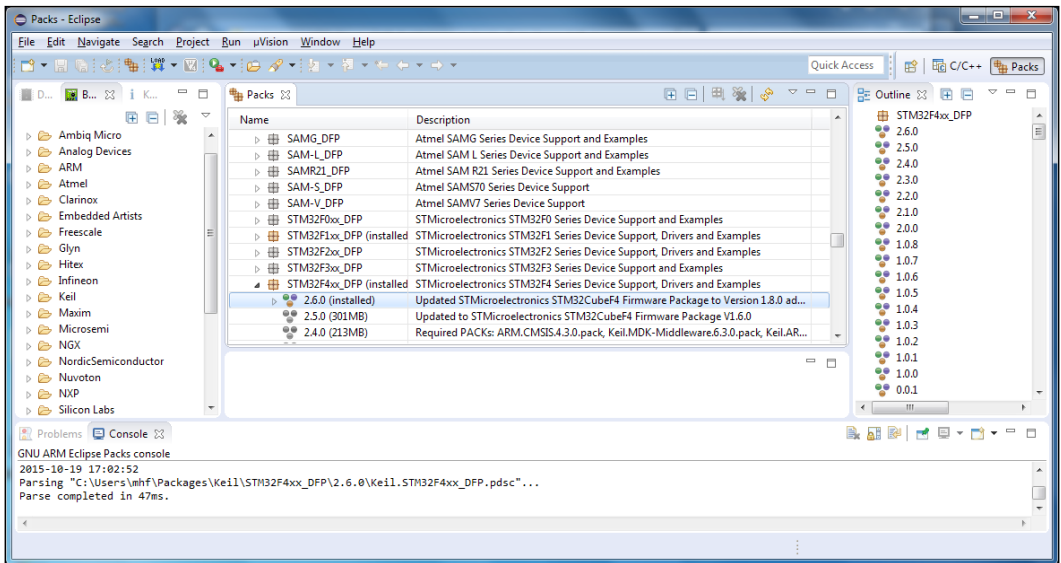 Packs - Eclipse
File Edit Navigate Search Project Run µVision Window Help
Quick Access C/C++ Packs
D... B... i K...
Ambiq Micro
Analog Devices
ARM
Atmel
Clarinox
Embedded Artists
Freescale
Glyn
Hitex
Infineon
Keil
Maxim
Microsemi
NGX
NordicSemiconductor
Nuvoton
NXP
Silicon Labs
Packs
Name Description
SAMG_DFP Atmel SAMG Series Device Support and Examples
SAM-L_DFP Atmel SAM L Series Device Support and Examples
SAMR21_DFP Atmel SAM R21 Series Device Support and Examples
SAM-S_DFP Atmel SAMS70 Series Device Support
SAM-V_DFP Atmel SAMV7 Series Device Support
STM32F0xx_DFP STMicroelectronics STM32F0 Series Device Support and Examples
STM32F1xx_DFP (installed STMicroelectronics STM32F1 Series Device Support, Drivers and Examples
STM32F2xx_DFP STMicroelectronics STM32F2 Series Device Support, Drivers and Examples
STM32F3xx_DFP STMicroelectronics STM32F3 Series Device Support and Examples
STM32F4xx_DFP (installed STMicroelectronics STM32F4 Series Device Support, Drivers and Examples
2.6.0 (installed) Updated STMicroelectronics STM32CubeF4 Firmware Package to Version 1.8.0 ad...
2.5.0 (301MB) Updated to STMicroelectronics STM32CubeF4 Firmware Package V1.6.0
2.4.0 (213MB) Required PACKs: ARM.CMSIS.4.3.0.pack, Keil.MDK-Middleware.6.3.0.pack, Keil.AR...
Outline
STM32F4xx_DFP
2.6.0
2.5.0
2.4.0
2.3.0
2.2.0
2.1.0
2.0.0
1.0.8
1.0.7
1.0.6
1.0.5
1.0.4
1.0.3
1.0.2
1.0.1
1.0.0
0.0.1
Problems Console
GNU ARM Eclipse Packs console
2015-10-19 17:02:52
Parsing "C:\Users\mhf\Packages\Keil\STM32F4xx_DFP\2.6.0\Keil.STM32F4xx_DFP.pdsc"...
Parse completed in 47ms.